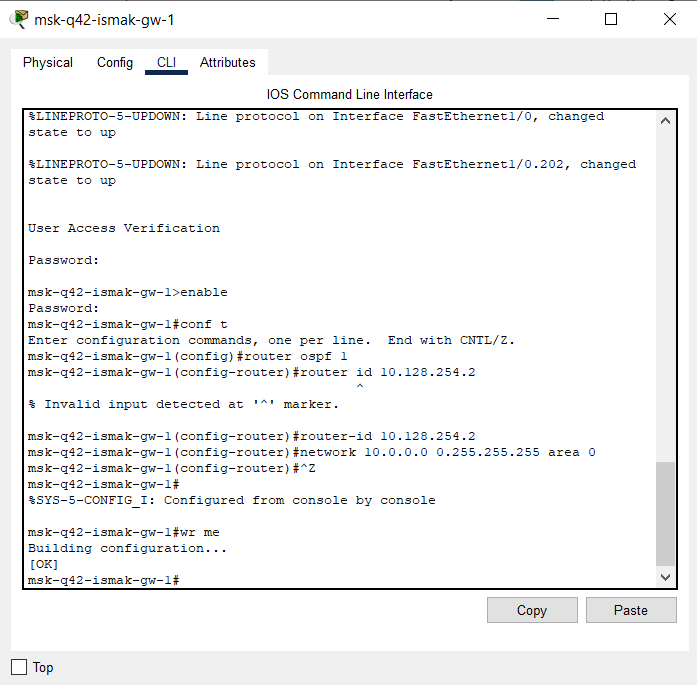 msk-q42-ismak-gw-1
Physical Config CLI Attributes
IOS Command Line Interface
%LINEPROTO-5-UPDOWN: Line protocol on Interface FastEthernet1/0, changed
state to up
%LINEPROTO-5-UPDOWN: Line protocol on Interface FastEthernet1/0.202, changed
state to up
User Access Verification
Password:
msk-q42-ismak-gw-1>enable
Password:
msk-q42-ismak-gw-1#conf t
Enter configuration commands, one per line.  End with CNTL/Z.
msk-q42-ismak-gw-1(config)#router ospf 1
msk-q42-ismak-gw-1(config-router)#router id 10.128.254.2
^
% Invalid input detected at '^' marker.
msk-q42-ismak-gw-1(config-router)#router-id 10.128.254.2
msk-q42-ismak-gw-1(config-router)#network 10.0.0.0 0.255.255.255 area 0
msk-q42-ismak-gw-1(config-router)#^Z
msk-q42-ismak-gw-1#
%SYS-5-CONFIG_I: Configured from console by console
msk-q42-ismak-gw-1#wr me
Building configuration...
[OK]
msk-q42-ismak-gw-1#
Copy Paste
Top